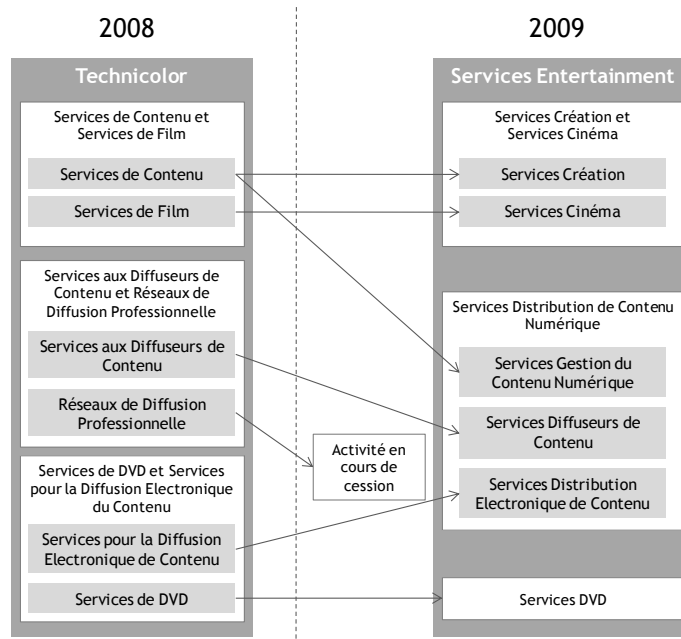 2008
Technicolor
Services de Contenu et
Services de Film
Services de Contenu
Services de Film
Services aux Diffuseurs de
Contenu et Réseaux de
Diffusion Professionnelle
Services aux Diffuseurs de
Contenu
Réseaux de Diffusion
Professionnelle
Services de DVD et Services
pour la Diffusion Electronique
du Contenu
Services pour la Diffusion
Electronique de Contenu
Services de DVD
Activité en
cours de
cession
2009
Services Entertainment
Services Création et
Services Cinéma
Services Création
Services Cinéma
Services Distribution de Contenu
Numérique
Services Gestion du
Contenu Numérique
Services Diffuseurs de
Contenu
Services Distribution
Electronique de Contenu
Services DVD